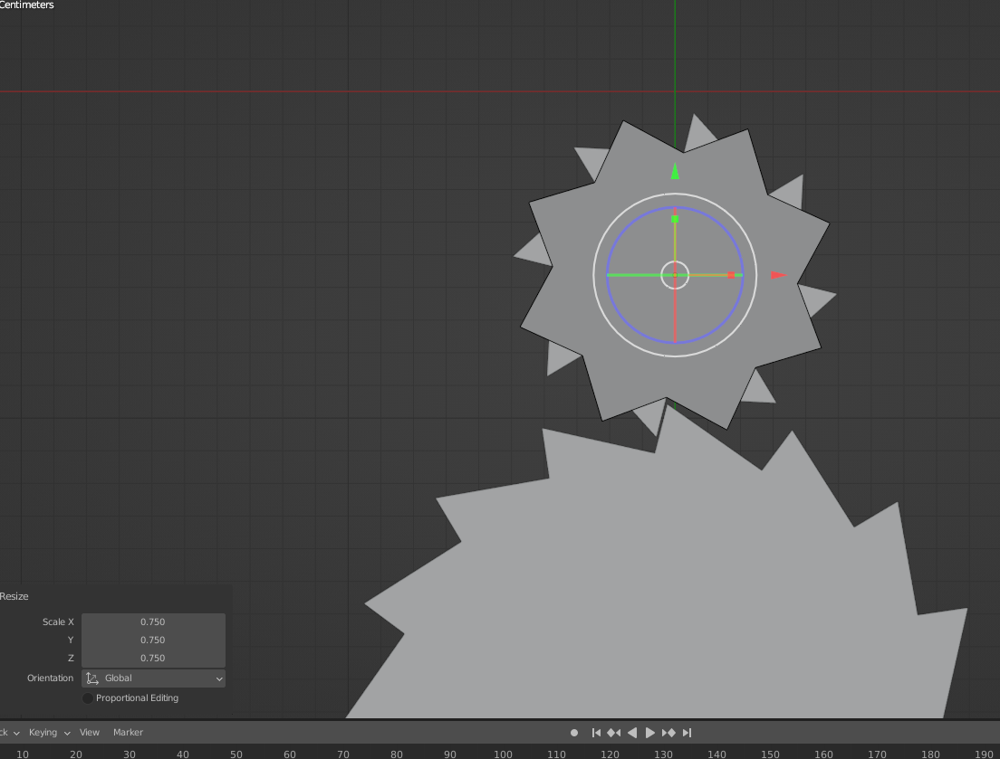 Centimeters
Resize
Scale X 0.750
Y 0.750
Z 0.750
Orientation Global
Proportional Editing
ck Keying View Marker
10 20 30 40 50 60 70 80 90 100 110 120 130 140 150 160 170 180 190